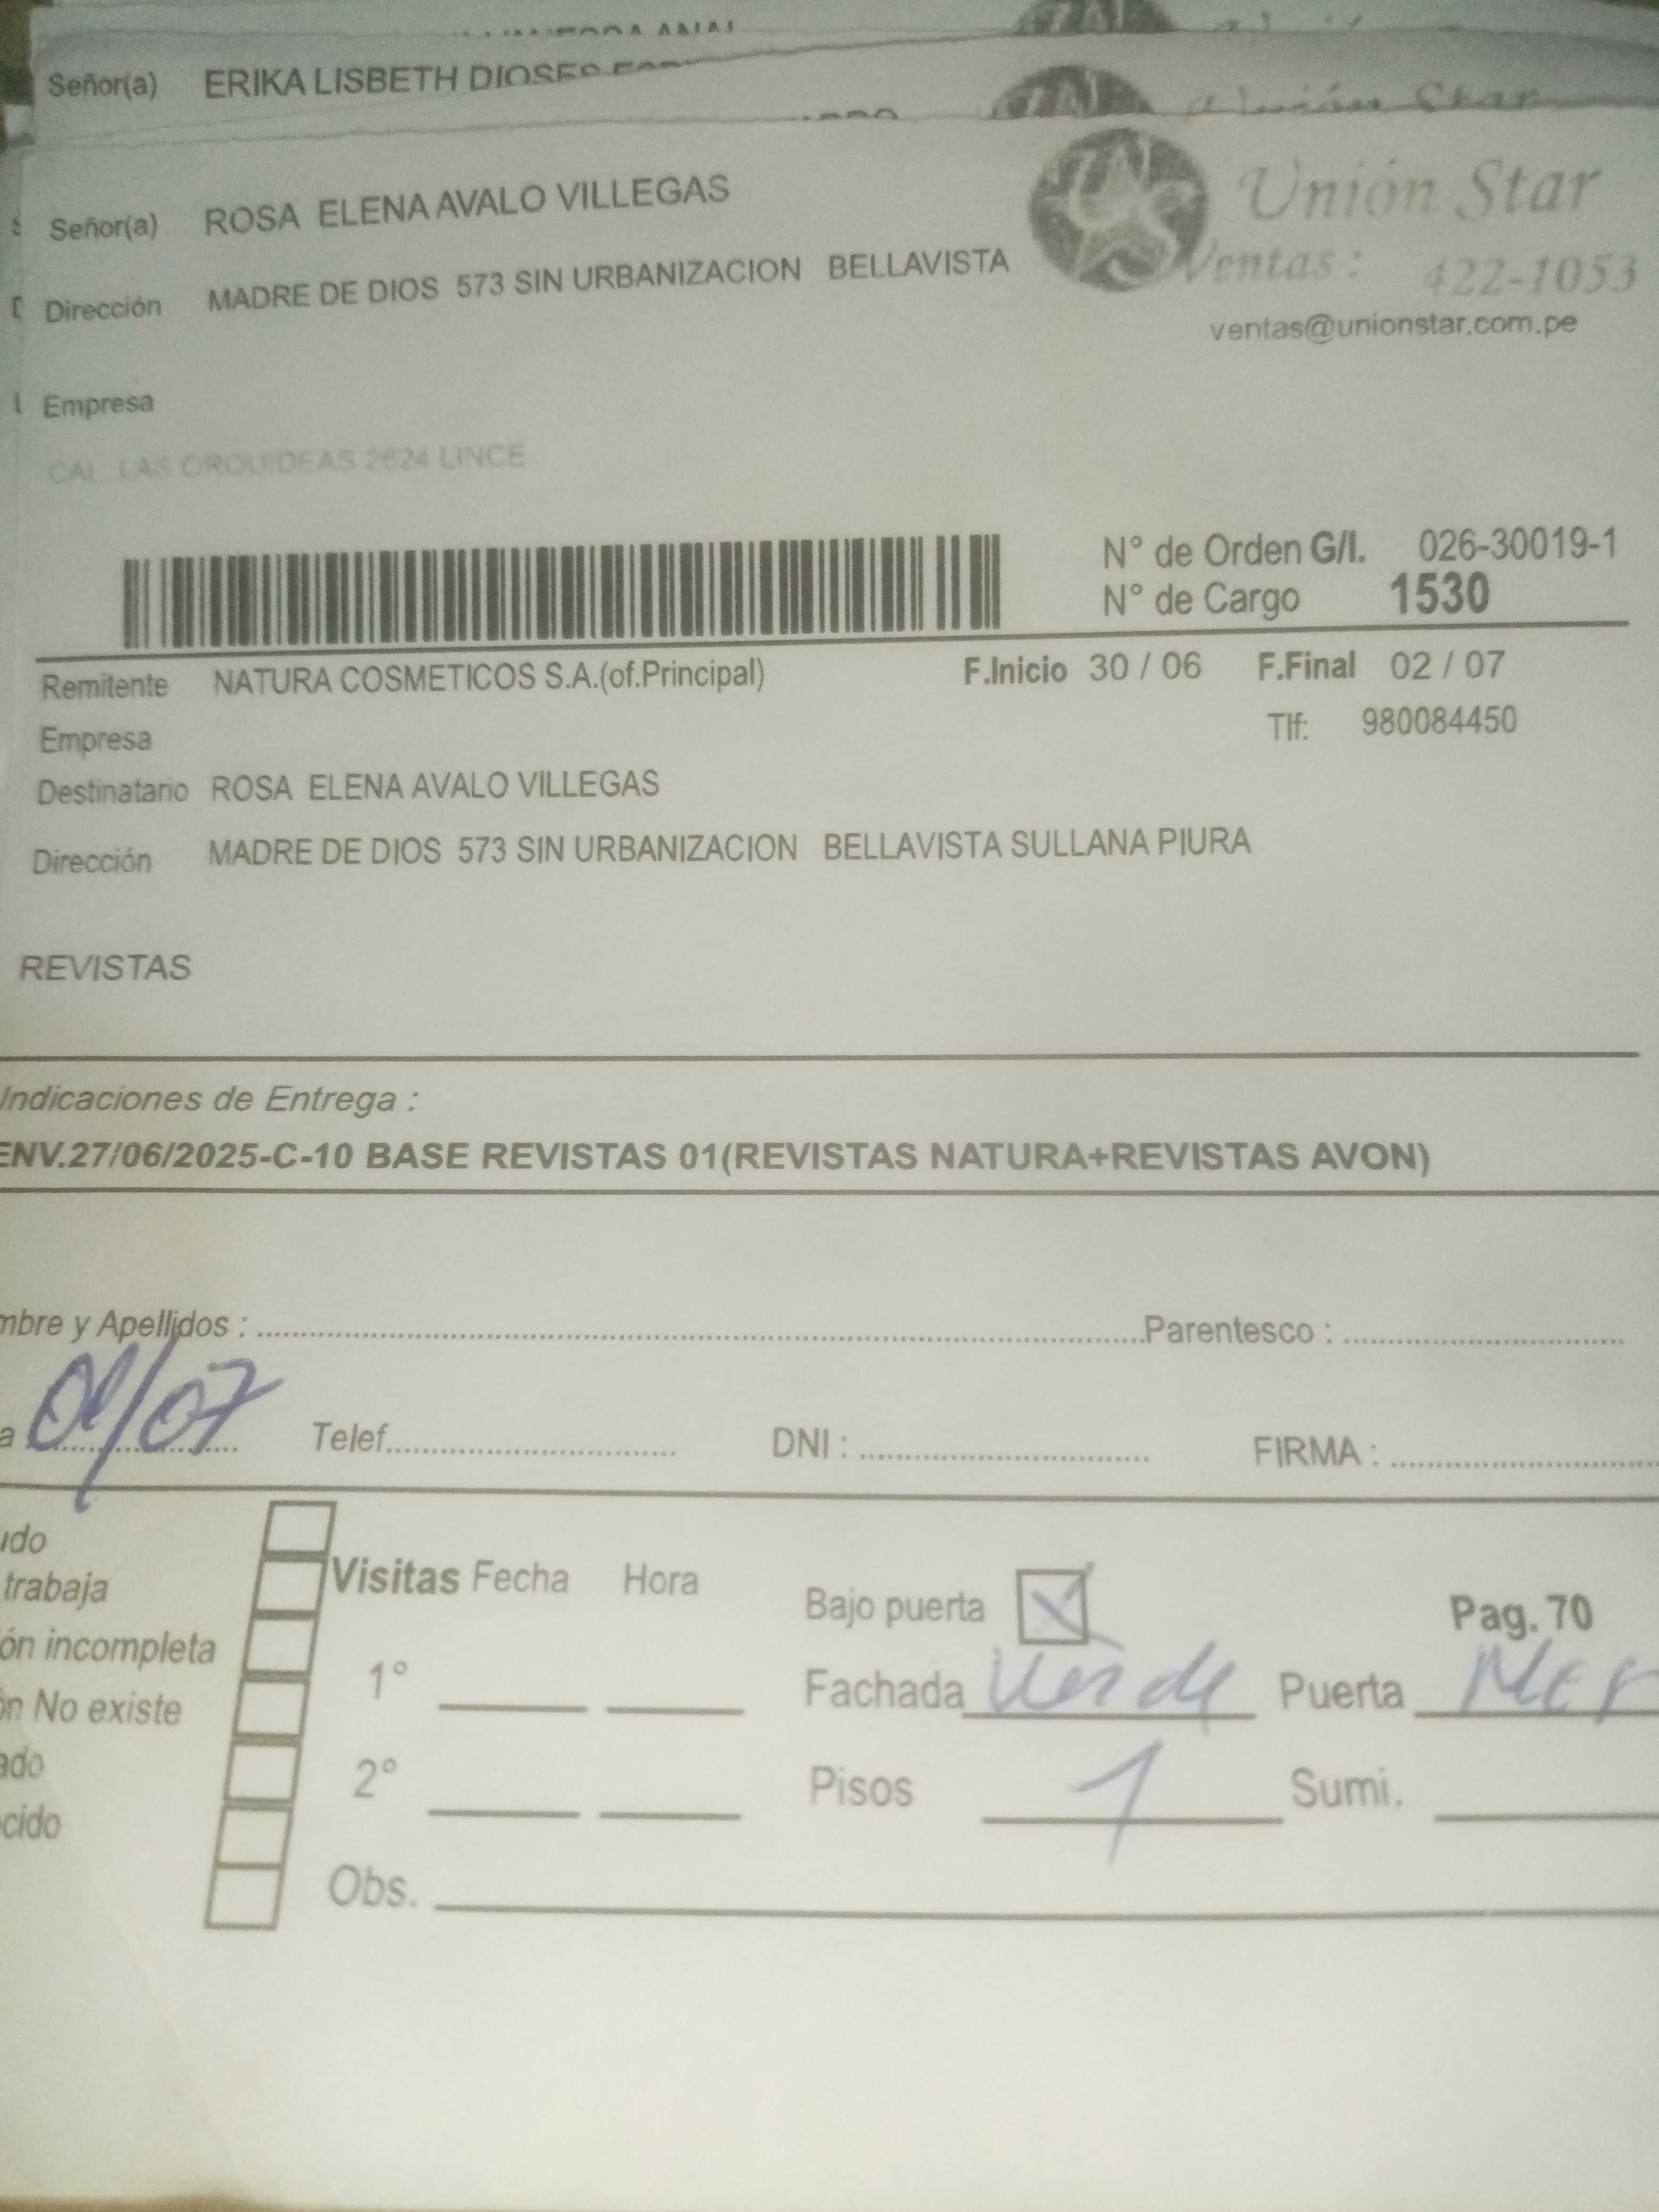 Señor(a) ERIKA LISBETH DIOSES
Unión Star
Señor(a) ROSA ELENA AVALO VILLEGAS
Unión Star
Dirección MADRE DE DIOS 573 SIN URBANIZACION BELLAVISTA
Ventas : 422-1053
ventas@unionstar.com.pe
Empresa
CAL LAS ORQUIDEAS 2624 LINCE
N° de Orden G/I. 026-30019-1
N° de Cargo 1530
Remitente NATURA COSMETICOS S.A.(of.Principal) F.Inicio 30 / 06 F.Final 02 / 07
Empresa Tlf: 980084450
Destinatario ROSA ELENA AVALO VILLEGAS
Dirección MADRE DE DIOS 573 SIN URBANIZACION BELLAVISTA SULLANA PIURA
REVISTAS
Indicaciones de Entrega :
ENV.27/06/2025-C-10 BASE REVISTAS 01(REVISTAS NATURA+REVISTAS AVON)
mbre y Apellidos : Parentesco :
a 01/07 Telef. DNI : FIRMA :
udo
trabaja
Visitas Fecha Hora
Bajo puerta X
Pag. 70
ón incompleta
1°
Fachada Verde Puerta
ón No existe
ado
2°
Pisos 1 Sumi.
cido
Obs.